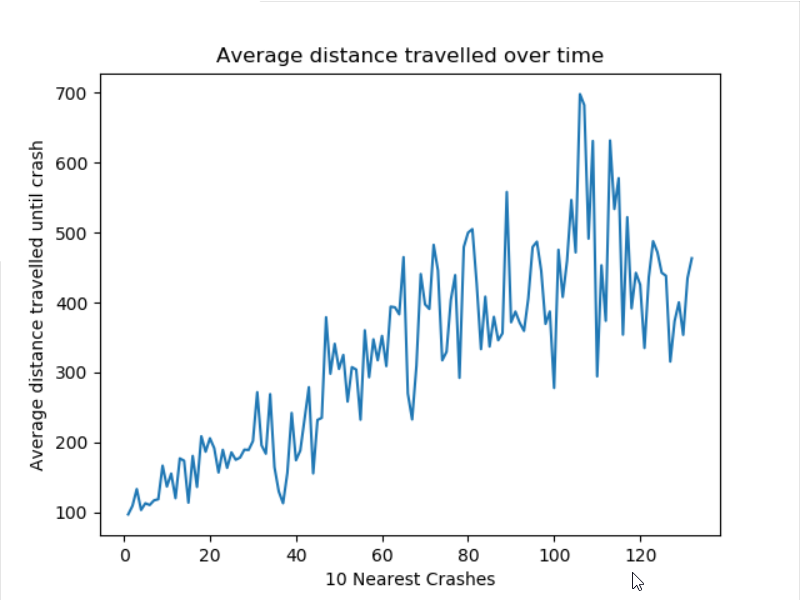 Average distance travelled over time
Average distance travelled until crash
700
600
500
400
300
200
100
0 20 40 60 80 100 120
10 Nearest Crashes